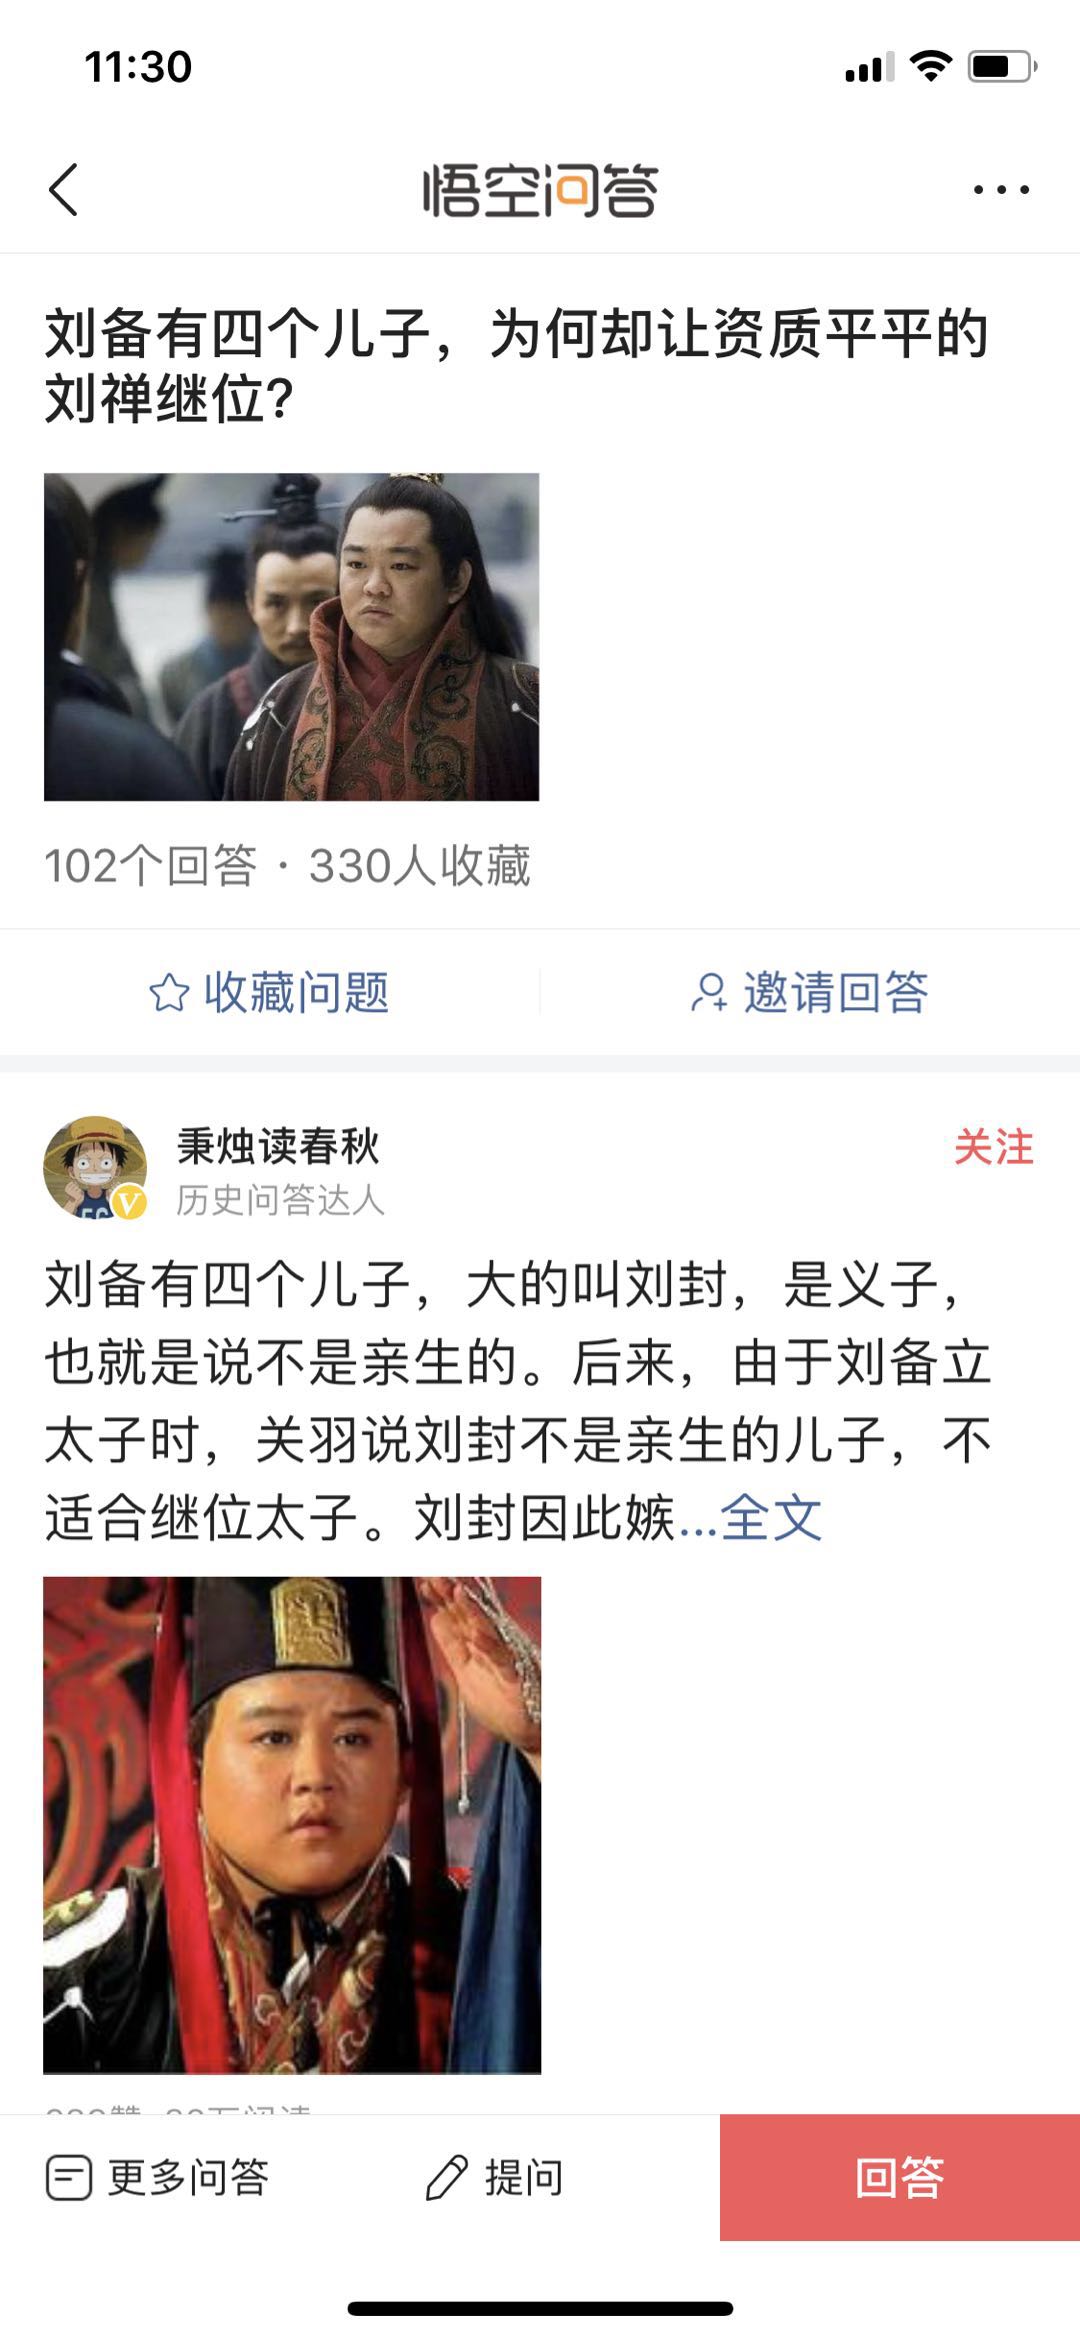 11:30
悟空问答
刘备有四个儿子，为何却让资质平平的
刘禅继位?
102个回答 · 330人收藏
收藏问题
邀请回答
秉烛读春秋
关注
历史问答达人
刘备有四个儿子，大的叫刘封，是义子，
也就是说不是亲生的。后来，由于刘备立
太子时，关羽说刘封不是亲生的儿子，不
适合继位太子。刘封因此嫉...全文
更多问答
提问
回答